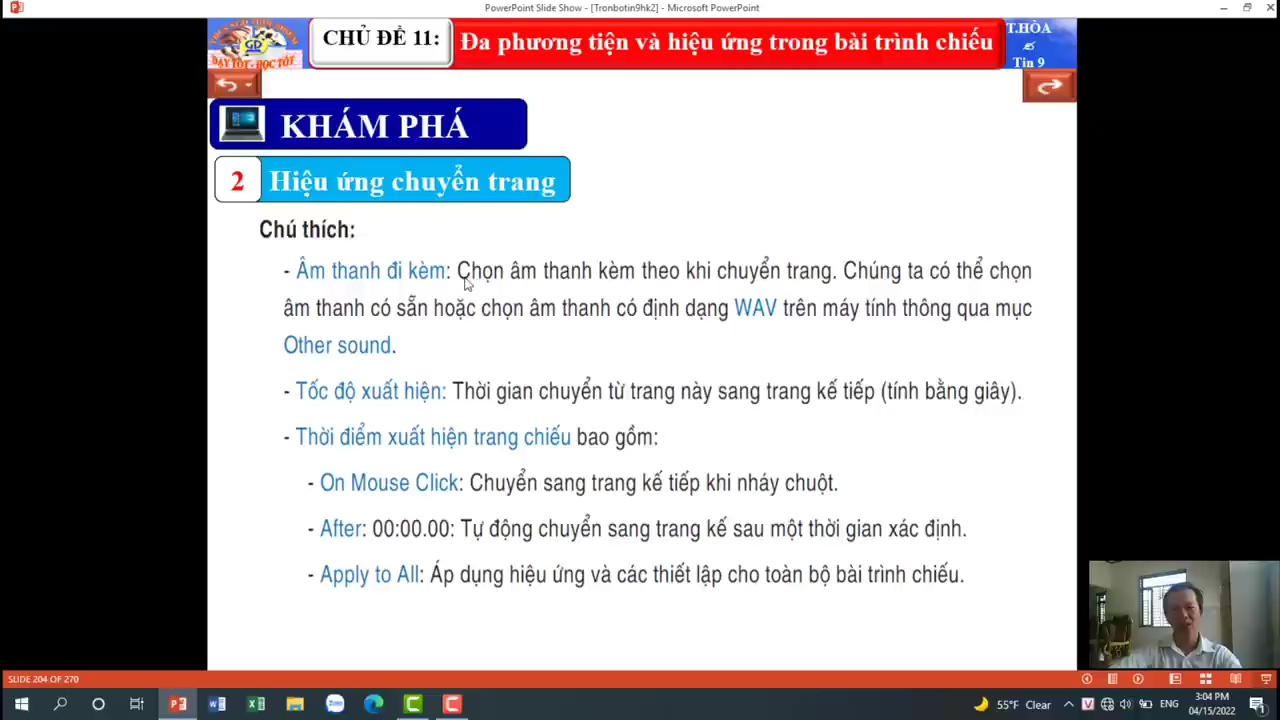 PowerPoint Slide Show - [Tronbotin9hk2] - Microsoft PowerPoint
DẠY TỐT - HỌC TỐT
CHỦ ĐỀ 11:
Đa phương tiện và hiệu ứng trong bài trình chiếu
T.HÒA
Tin 9
KHÁM PHÁ
2 Hiệu ứng chuyển trang
Chú thích:
- Âm thanh đi kèm: Chọn âm thanh kèm theo khi chuyển trang. Chúng ta có thể chọn
âm thanh có sẵn hoặc chọn âm thanh có định dạng WAV trên máy tính thông qua mục
Other sound.
- Tốc độ xuất hiện: Thời gian chuyển từ trang này sang trang kế tiếp (tính bằng giây).
- Thời điểm xuất hiện trang chiếu bao gồm:
- On Mouse Click: Chuyển sang trang kế tiếp khi nháy chuột.
- After: 00:00.00: Tự động chuyển sang trang kế sau một thời gian xác định.
- Apply to All: Áp dụng hiệu ứng và các thiết lập cho toàn bộ bài trình chiếu.
SLIDE 204 OF 270
55°F Clear
ENG
3:04 PM
04/15/2022